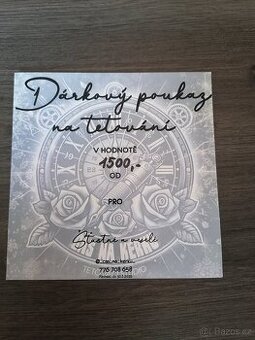 Dárkový poukaz
na tetování
V HODNOTĚ
1500,-
OD
PRO
Šťastné a veselé
776 708 658